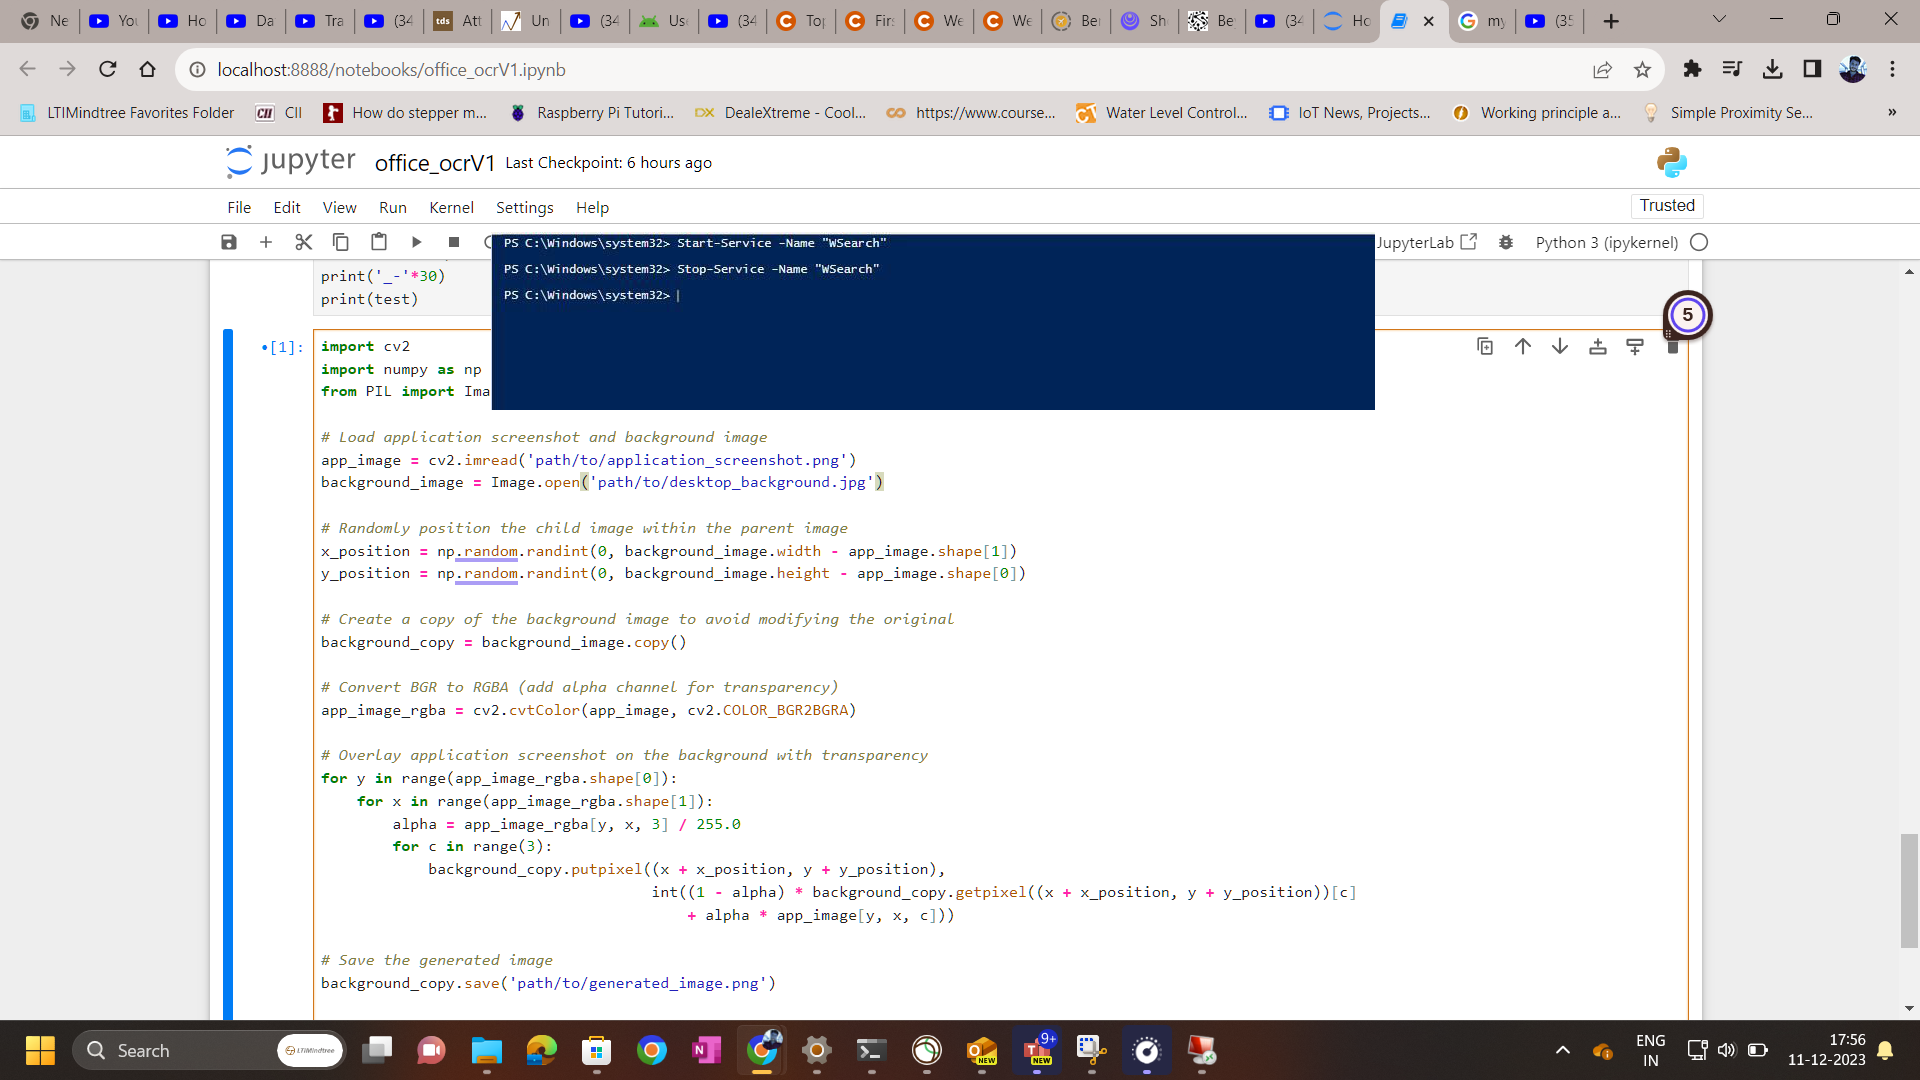 Ne
You
Ho
Da
Tra
(34
Att
Un
(34
Us
(34
Top
Firs
We
We
Ber
Sh
Be
(34
Ho
my
(35
localhost:8888/notebooks/office_ocrV1.ipynb
LTIMindtree Favorites Folder
CII
How do stepper m...
Raspberry Pi Tutori...
DealeXtreme - Cool...
https://www.course...
Water Level Control...
IoT News, Projects...
Working principle a...
Simple Proximity Se...
»
jupyter office_ocrV1 Last Checkpoint: 6 hours ago
File Edit View Run Kernel Settings Help
Trusted
JupyterLab
Python 3 (ipykernel)
PS C:\Windows\system32> Start-Service -Name "WSearch"
PS C:\Windows\system32> Stop-Service -Name "WSearch"
PS C:\Windows\system32>
print('_-'*30)
print(test)
5
•[1]:
import cv2
import numpy as np
from PIL import Ima
# Load application screenshot and background image
app_image = cv2.imread('path/to/application_screenshot.png')
background_image = Image.open('path/to/desktop_background.jpg')
# Randomly position the child image within the parent image
x_position = np.random.randint(0, background_image.width - app_image.shape[1])
y_position = np.random.randint(0, background_image.height - app_image.shape[0])
# Create a copy of the background image to avoid modifying the original
background_copy = background_image.copy()
# Convert BGR to RGBA (add alpha channel for transparency)
app_image_rgba = cv2.cvtColor(app_image, cv2.COLOR_BGR2BGRA)
# Overlay application screenshot on the background with transparency
for y in range(app_image_rgba.shape[0]):
    for x in range(app_image_rgba.shape[1]):
        alpha = app_image_rgba[y, x, 3] / 255.0
        for c in range(3):
            background_copy.putpixel((x + x_position, y + y_position),
                                     int((1 - alpha) * background_copy.getpixel((x + x_position, y + y_position))[c]
                                         + alpha * app_image[y, x, c]))
# Save the generated image
background_copy.save('path/to/generated_image.png')
Search
LTIMindtree
NEW
9+
NEW
ENG
IN
17:56
11-12-2023